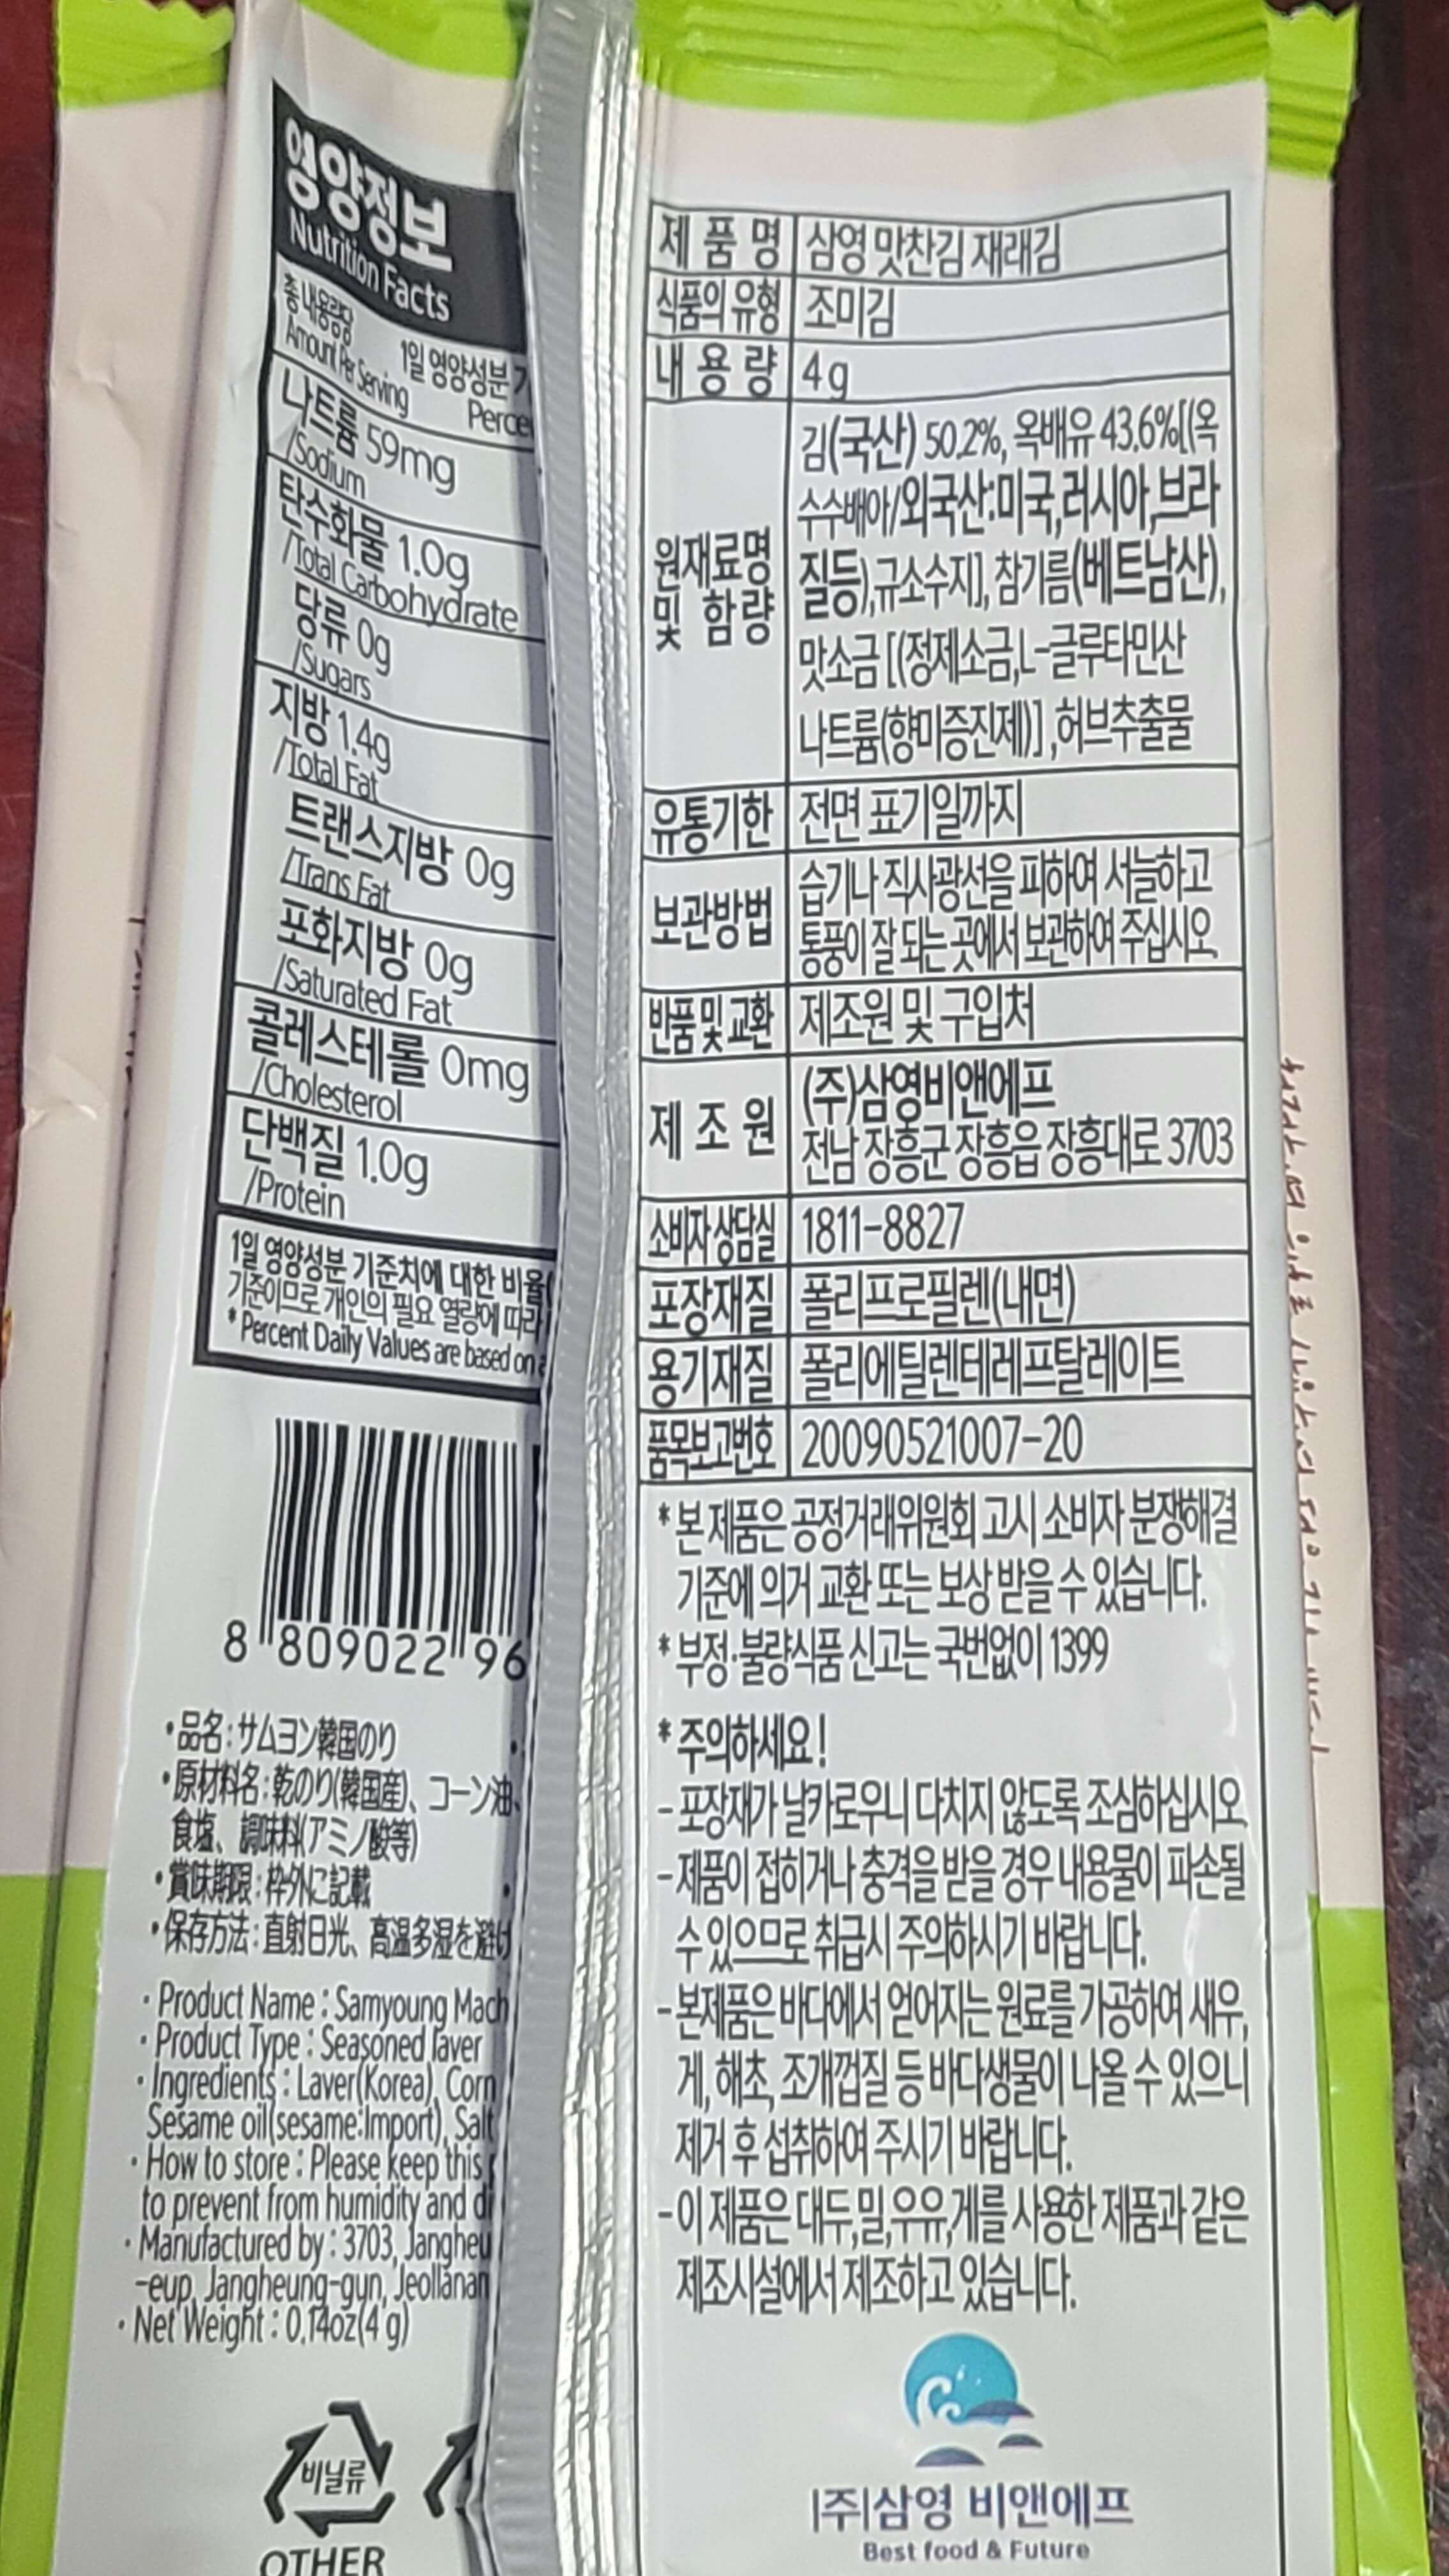 영양정보
Nutrition Facts
총 내용량당 1일 영양성분
Amount Per Serving
나트륨 59mg
/Sodium
탄수화물 1.0g
/Total Carbohydrate
당류 0g
/Sugars
지방 1.4g
/Total Fat
트랜스지방 0g
/Trans Fat
포화지방 0g
/Saturated Fat
콜레스테롤 0mg
/Cholesterol
단백질 1.0g
/Protein
1일 영양성분 기준치에 대한 비율(
기준이므로 개인의 필요 열량에 따라
* Percent Daily Values are based on a
8 809022 96
•品名:サムヨン韓国のり
•原材料名:乾のり(韓国産)、コーン油、
食塩、調味料(アミノ酸等)
•賞味期限:枠外に記載
•保存方法:直射日光、高温多湿を避け
· Product Name : Samyoung Mach
· Product Type : Seasoned laver
· Ingredients : Laver(Korea), Corn
Sesame oil(sesame:Import), Salt
· How to store : Please keep this
to prevent from humidity and di
· Manufactured by : 3703, Jangheu
-eup, Jangheung-gun, Jeollanam
· Net Weight : 0.14oz(4 g)
비닐류
OTHER
제 품 명 삼영 맛찬김 재래김
식품의 유형 조미김
내 용 량 4g
원재료명
및 함량
김(국산) 50.2%, 옥배유 43.6%[(옥
수수배아/외국산:미국,러시아,브라
질등),규소수지], 참기름(베트남산),
맛소금 [(정제소금,L-글루타민산
나트륨(향미증진제)] ,허브추출물
유통기한 전면 표기일까지
보관방법 습기나 직사광선을 피하여 서늘하고
통풍이 잘 되는 곳에서 보관하여 주십시오.
반품 및 교환 제조원 및 구입처
제 조 원 (주)삼영비앤에프
전남 장흥군 장흥읍 장흥대로 3703
소비자 상담실 1811-8827
포장재질 폴리프로필렌(내면)
용기재질 폴리에틸렌테레프탈레이트
품목보고번호 20090521007-20
* 본 제품은 공정거래위원회 고시 소비자 분쟁해결
기준에 의거 교환 또는 보상 받을 수 있습니다.
* 부정·불량식품 신고는 국번없이 1399
* 주의하세요!
- 포장재가 날카로우니 다치지 않도록 조심하십시오.
- 제품이 접히거나 충격을 받을 경우 내용물이 파손될
수 있으므로 취급시 주의하시기 바랍니다.
- 본제품은 바다에서 얻어지는 원료를 가공하여 새우,
게, 해초, 조개껍질 등 바다생물이 나올 수 있으니
제거 후 섭취하여 주시기 바랍니다.
- 이 제품은 대두,밀,우유,게를 사용한 제품과 같은
제조시설에서 제조하고 있습니다.
|주|삼영 비앤에프
Best food & Future